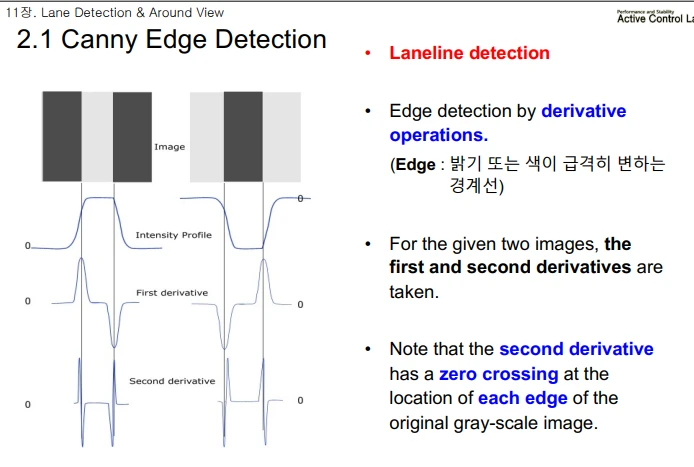 11장. Lane Detection & Around View
Performance and Stability
Active Control La
2.1 Canny Edge Detection
• Laneline detection
• Edge detection by derivative
operations.
(Edge : 밝기 또는 색이 급격히 변하는
경계선)
• For the given two images, the
first and second derivatives are
taken.
• Note that the second derivative
has a zero crossing at the
location of each edge of the
original gray-scale image.
Image
0
Intensity Profile
0
First derivative
0
0
Second derivative
0
0